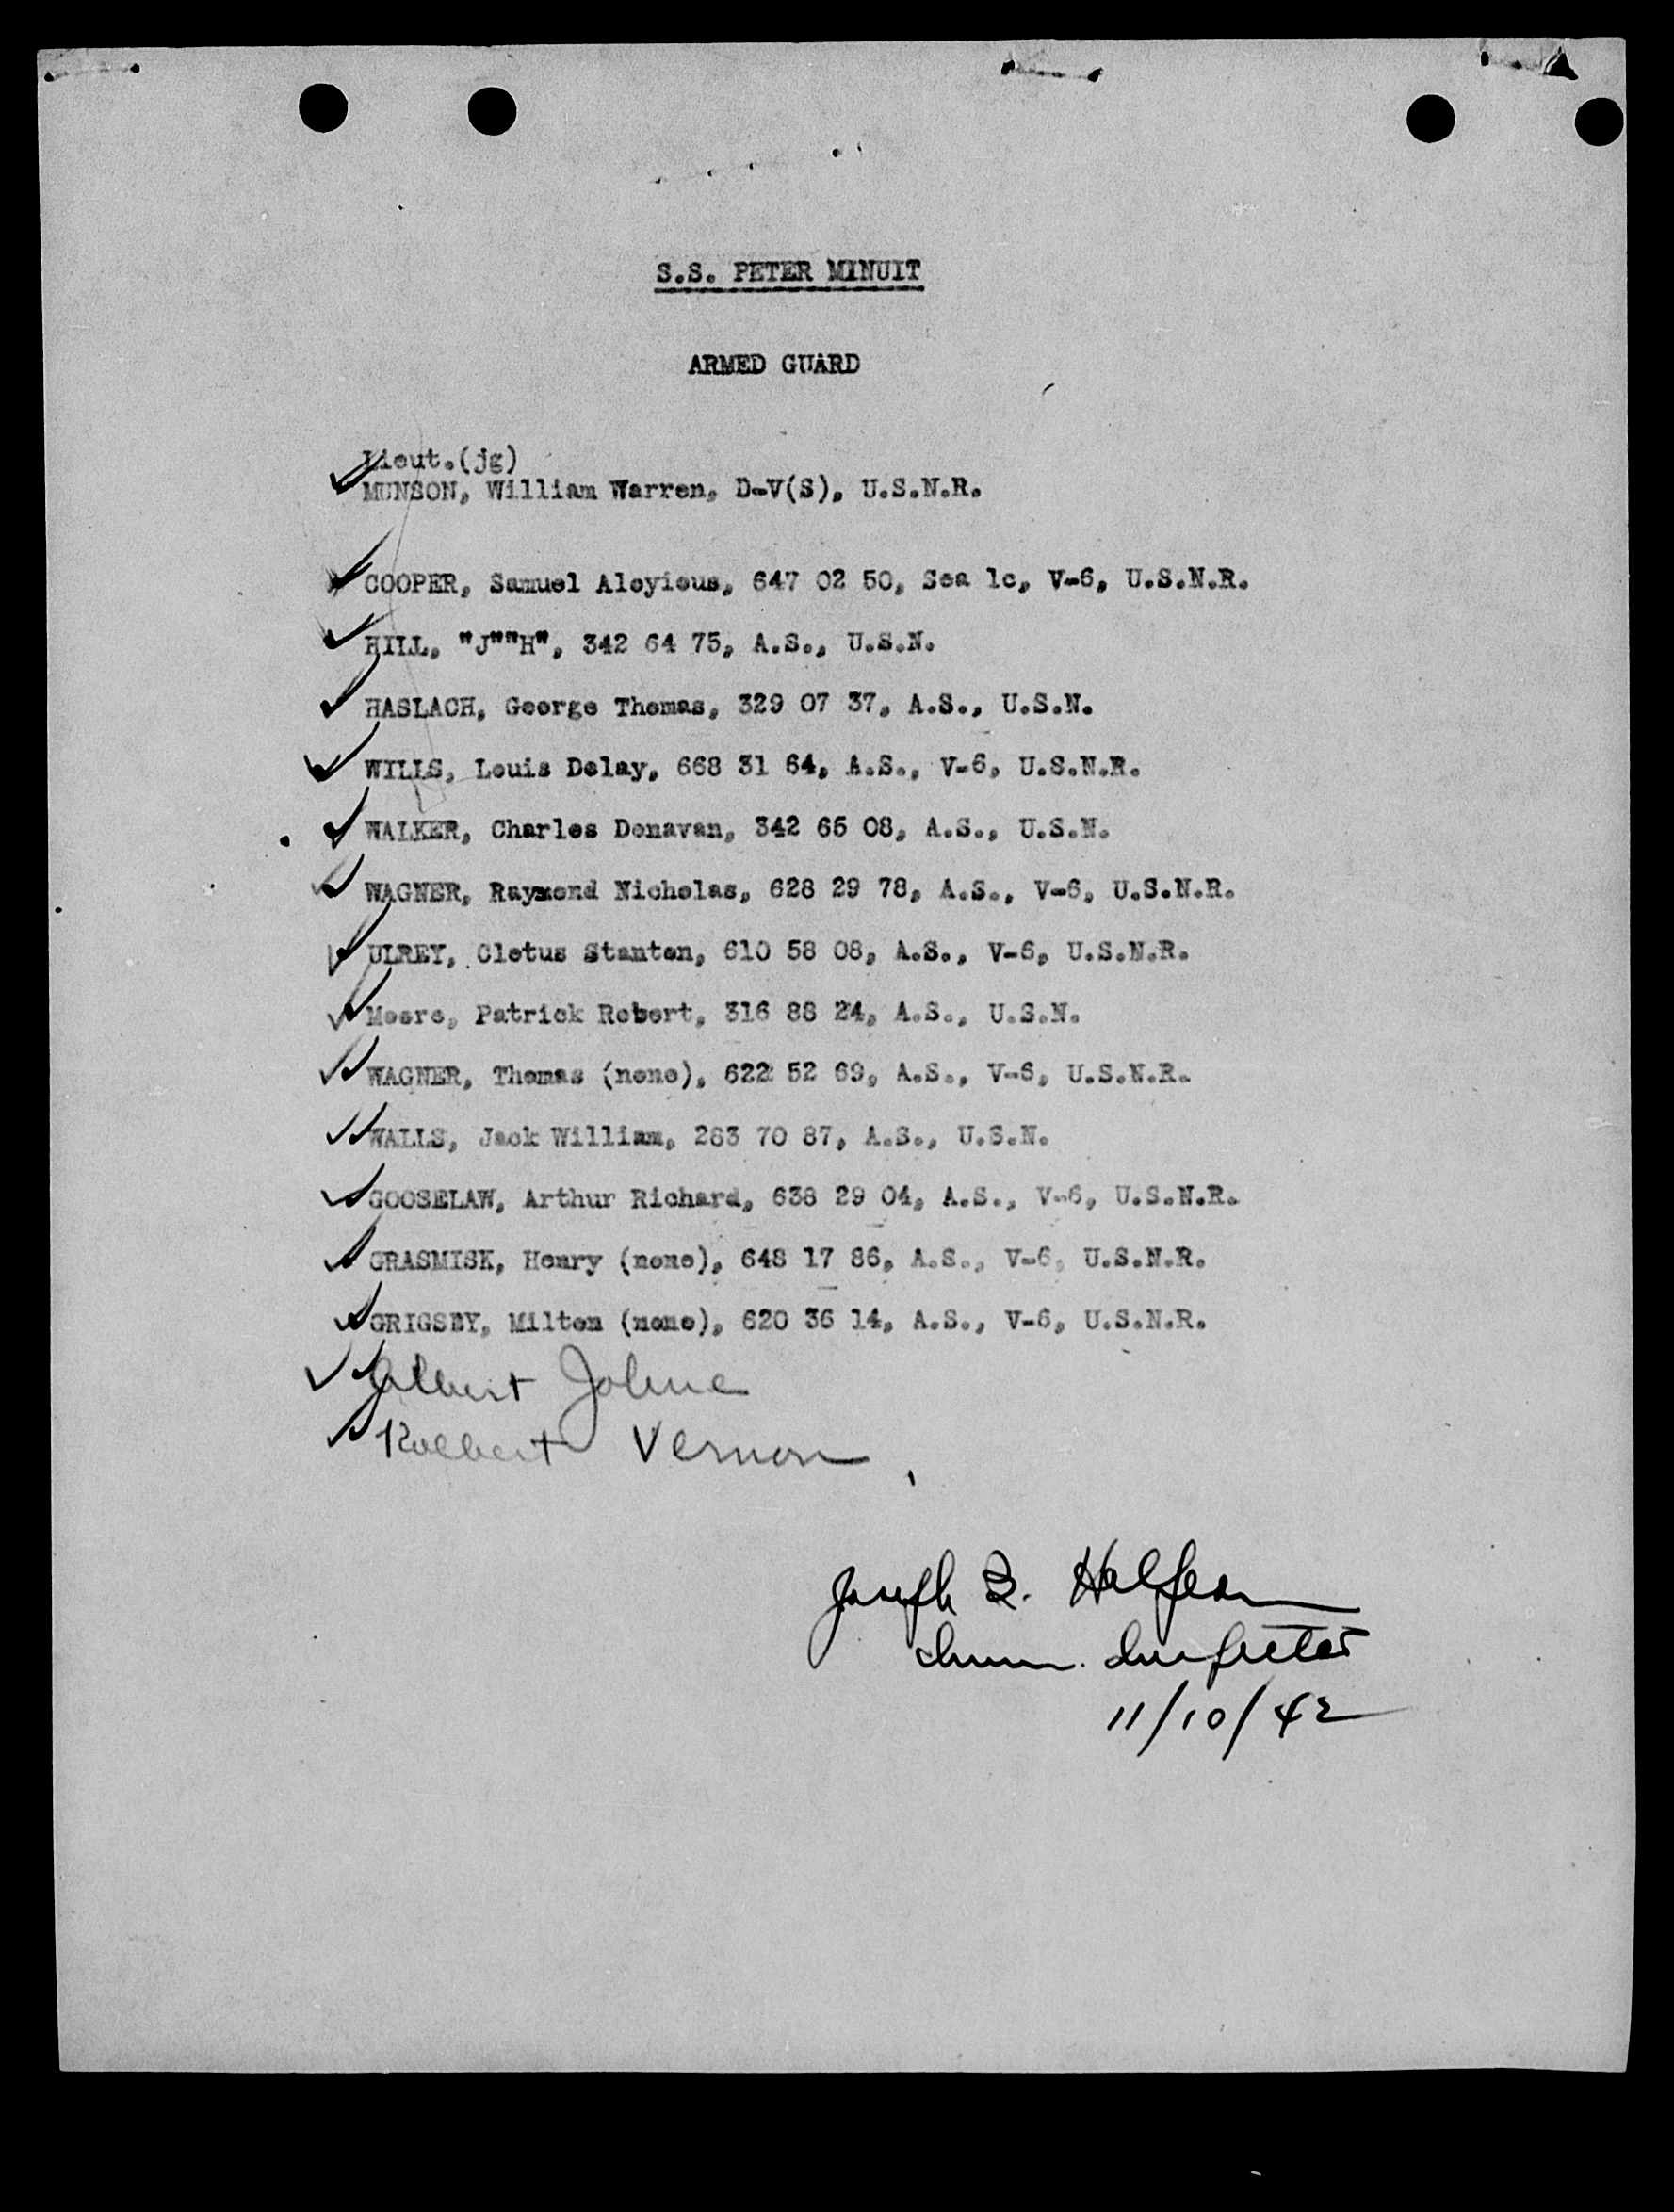 S.S. PETER MINUIT
ARMED GUARD
Lieut.(jg)
MUNSON, William Warren, D-V(S), U.S.N.R.
COOPER, Samuel Aloyious, 647 02 50, Sea 1c, V-6, U.S.N.R.
HILL, "J""H", 342 64 75, A.S., U.S.N.
HASLACH, George Thomas, 329 07 37, A.S., U.S.N.
WILLS, Louis Delay, 668 31 64, A.S., V-6, U.S.N.R.
WALKER, Charles Donavan, 342 65 08, A.S., U.S.N.
WAGNER, Raymond Nicholas, 628 29 78, A.S., V-6, U.S.N.R.
ULREY, Cletus Stanton, 610 58 08, A.S., V-6, U.S.N.R.
Moore, Patrick Robert, 316 88 24, A.S., U.S.N.
WAGNER, Thomas (none), 622 52 69, A.S., V-6, U.S.N.R.
WALLS, Jack William, 263 70 87, A.S., U.S.N.
GOOSELAW, Arthur Richard, 638 29 04, A.S., V-6, U.S.N.R.
GRASMISK, Henry (none), 648 17 86, A.S., V-6, U.S.N.R.
GRIGSBY, Milton (none), 620 36 14, A.S., V-6, U.S.N.R.
Vernon
Joseph
11/10/42